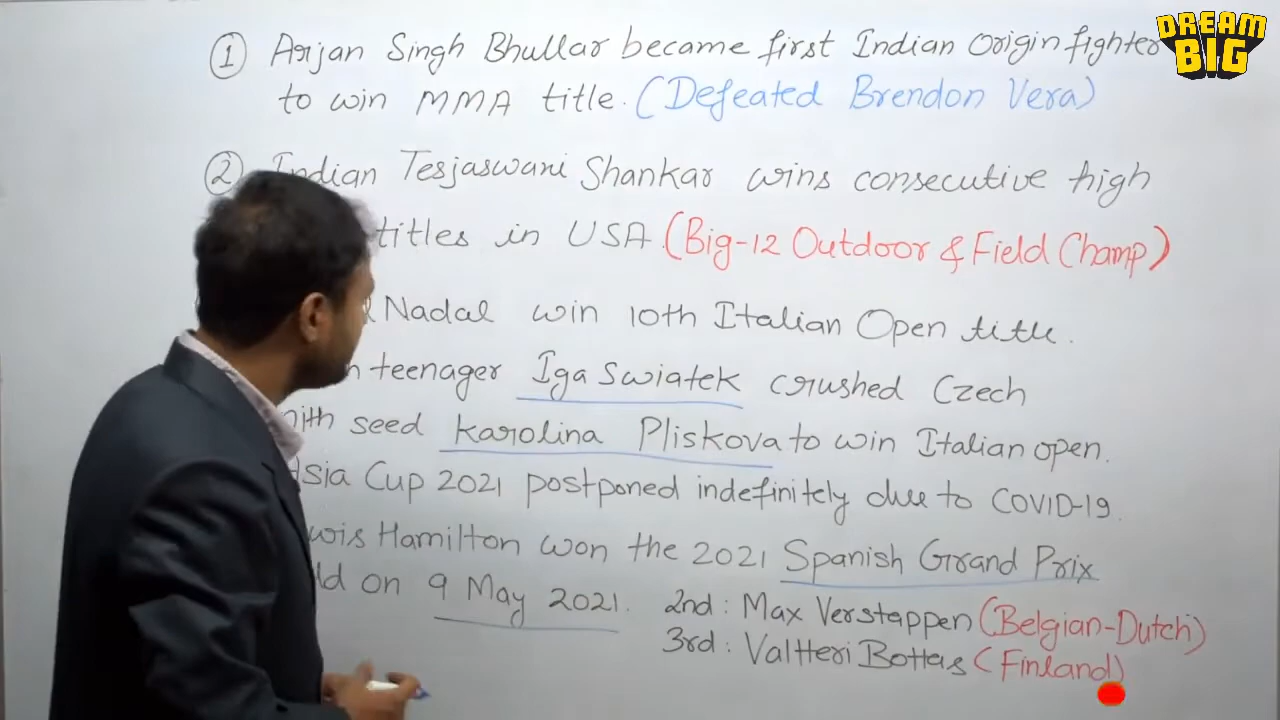 DREAM
BIG
① Arjan Singh Bhullar became first Indian Origin fighter
to win MMA title. (Defeated Brendon Vera)
② Indian Tesjaswani Shankar wins consecutive high
titles in USA. (Big-12 Outdoor & Field Champ)
Nadal win 10th Italian Open title.
teenager Iga Swiatek crushed Czech
seed Karolina Pliskova to win Italian open.
Asia Cup 2021 postponed indefinitely due to COVID-19.
Hamilton won the 2021 Spanish Grand Prix
on 9 May 2021. 2nd: Max Verstappen (Belgian-Dutch)
3rd: Valtteri Bottas (Finland)